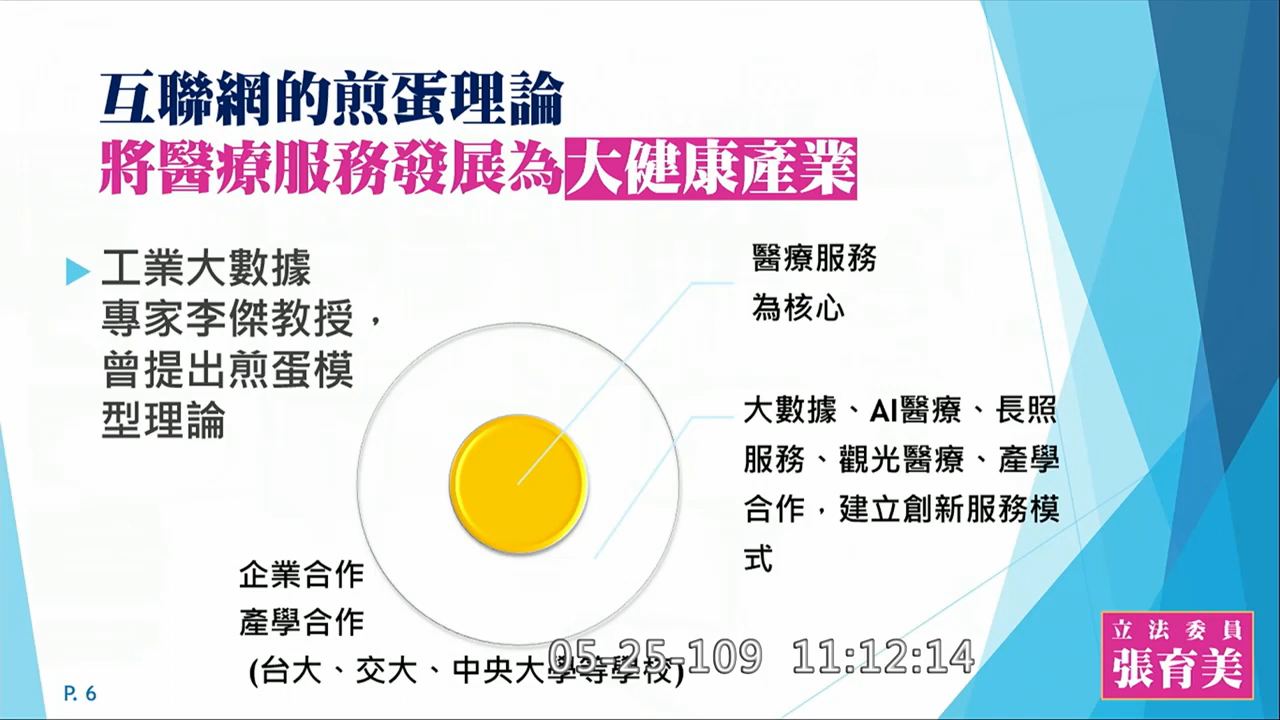 互聯網的煎蛋理論
將醫療服務發展為大健康產業
工業大數據
專家李傑教授，
曾提出煎蛋模
型理論
醫療服務
為核心
大數據、AI醫療、長照
服務、觀光醫療、產學
合作，建立創新服務模
式
企業合作
產學合作
(台大、交大、中央大學等學校)
05-25-109 11:12:14
P. 6
立法委員
張育美